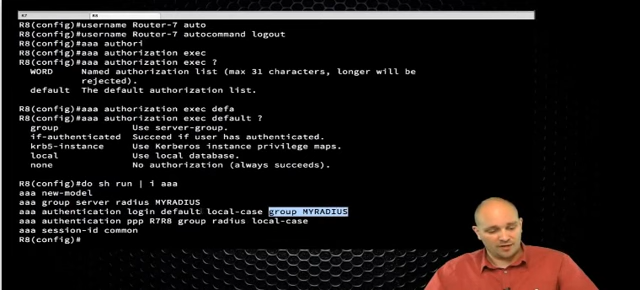 R7
R8
R8(config)#username Router-7 auto
R8(config)#username Router-7 autocommand logout
R8(config)#aaa authori
R8(config)#aaa authorization exec
R8(config)#aaa authorization exec ?
WORD Named authorization list (max 31 characters, longer will be
rejected).
default The default authorization list.
R8(config)#aaa authorization exec defa
R8(config)#aaa authorization exec default ?
group Use server-group.
if-authenticated Succeed if user has authenticated.
krb5-instance Use Kerberos instance privilege maps.
local Use local database.
none No authorization (always succeeds).
R8(config)#do sh run | i aaa
aaa new-model
aaa group server radius MYRADIUS
aaa authentication login default local-case group MYRADIUS
aaa authentication ppp R7R8 group radius local-case
aaa session-id common
R8(config)#